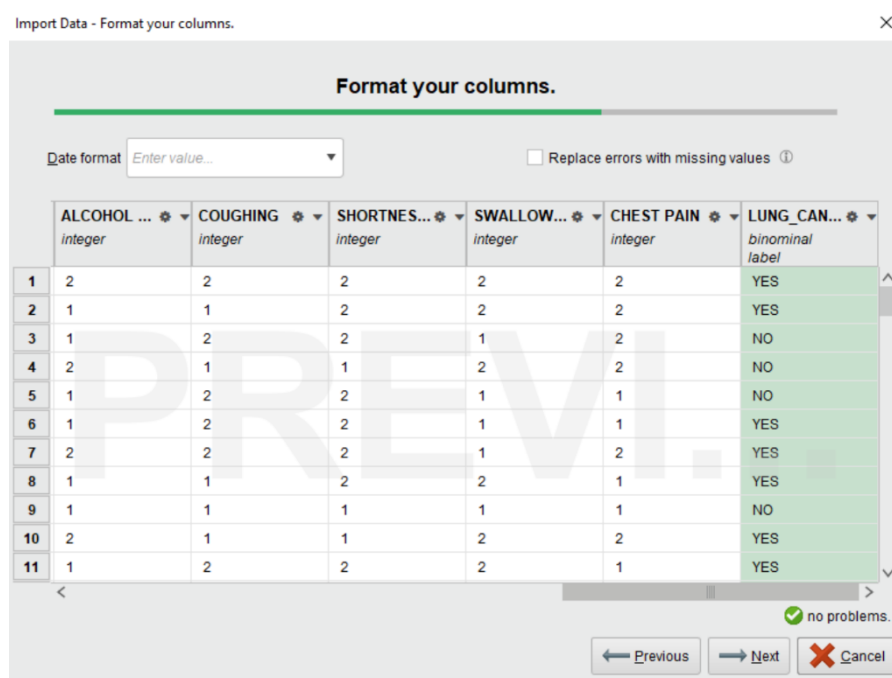 Import Data - Format your columns.
Format your columns.
Date format Enter value... Replace errors with missing values
ALCOHOL ... COUGHING SHORTNES... SWALLOW... CHEST PAIN LUNG_CAN...
integer integer integer integer integer binominal
label
1 2 2 2 2 2 YES
2 1 1 2 2 2 YES
3 1 2 2 1 2 NO
4 2 1 1 2 2 NO
5 1 2 2 1 1 NO
6 1 2 2 1 1 YES
7 2 2 2 1 2 YES
8 1 1 2 2 1 YES
9 1 1 1 1 1 NO
10 2 1 1 2 2 YES
11 1 2 2 2 1 YES
PREVI...
no problems.
Previous Next Cancel